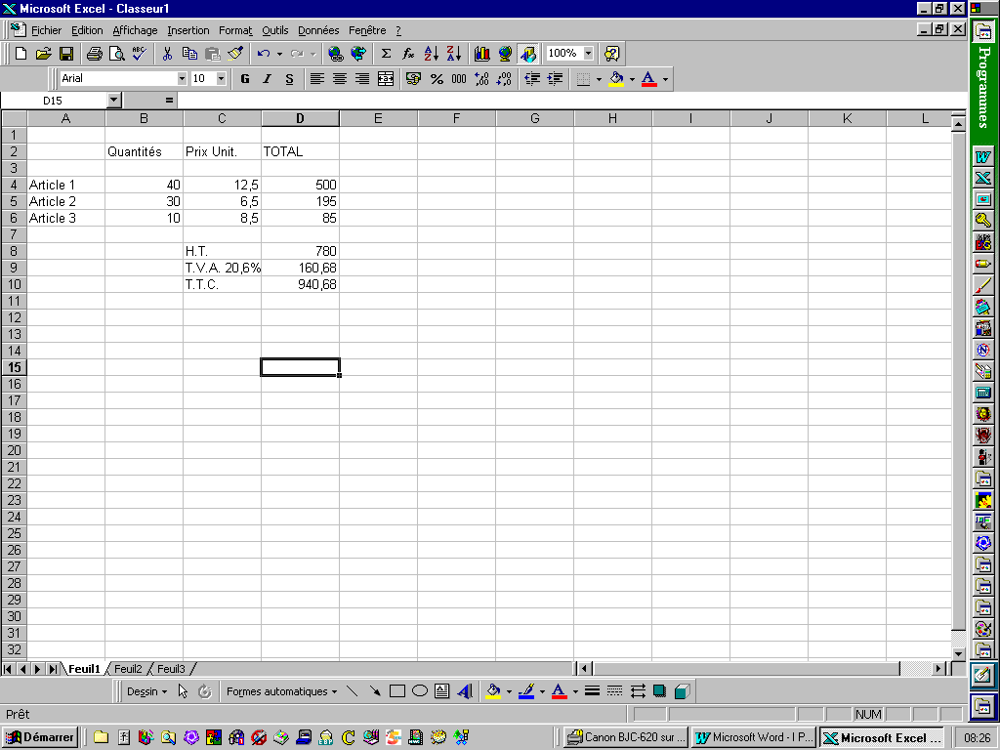 Microsoft Excel - Classeur1
Fichier Edition Affichage Insertion Format Outils Données Fenêtre ?
100%
Arial 10 G I S % 000
D15 =
A B C D E F G H I J K L
1
2 Quantités Prix Unit. TOTAL
3
4 Article 1 40 12,5 500
5 Article 2 30 6,5 195
6 Article 3 10 8,5 85
7
8 H.T. 780
9 T.V.A. 20,6% 160,68
10 T.T.C. 940,68
11
12
13
14
15
16
17
18
19
20
21
22
23
24
25
26
27
28
29
30
31
32
Feuil1 Feuil2 Feuil3
Dessin Formes automatiques
Prêt NUM
Démarrer Canon BJC-620 sur ... Microsoft Word - I P... Microsoft Excel ... 08:26
Programmes